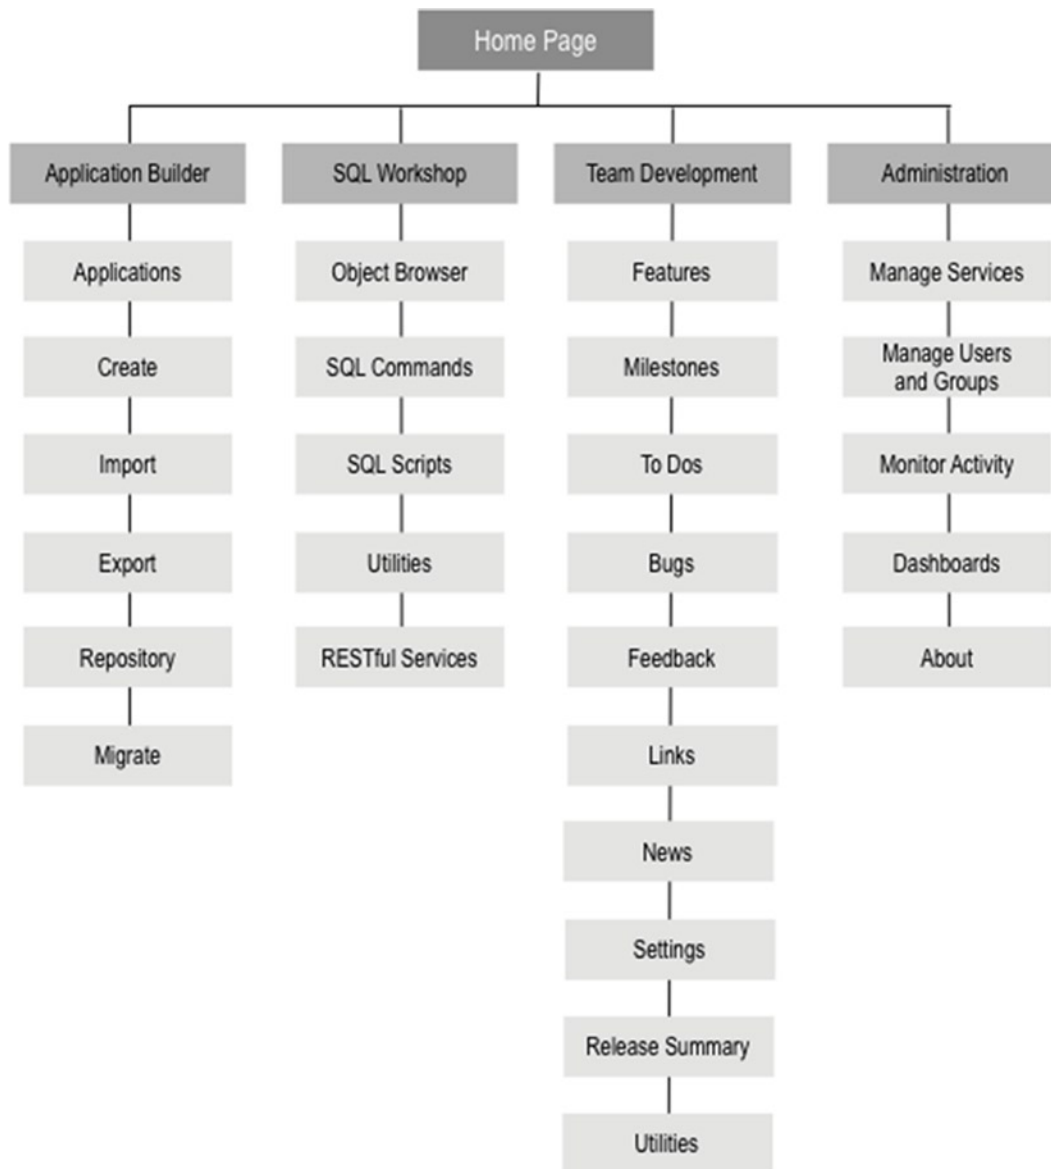 Home Page
Application Builder
Applications
Create
Import
Export
Repository
Migrate
SQL Workshop
Object Browser
SQL Commands
SQL Scripts
Utilities
RESTful Services
Team Development
Features
Milestones
To Dos
Bugs
Feedback
Links
News
Settings
Release Summary
Utilities
Administration
Manage Services
Manage Users
and Groups
Monitor Activity
Dashboards
About